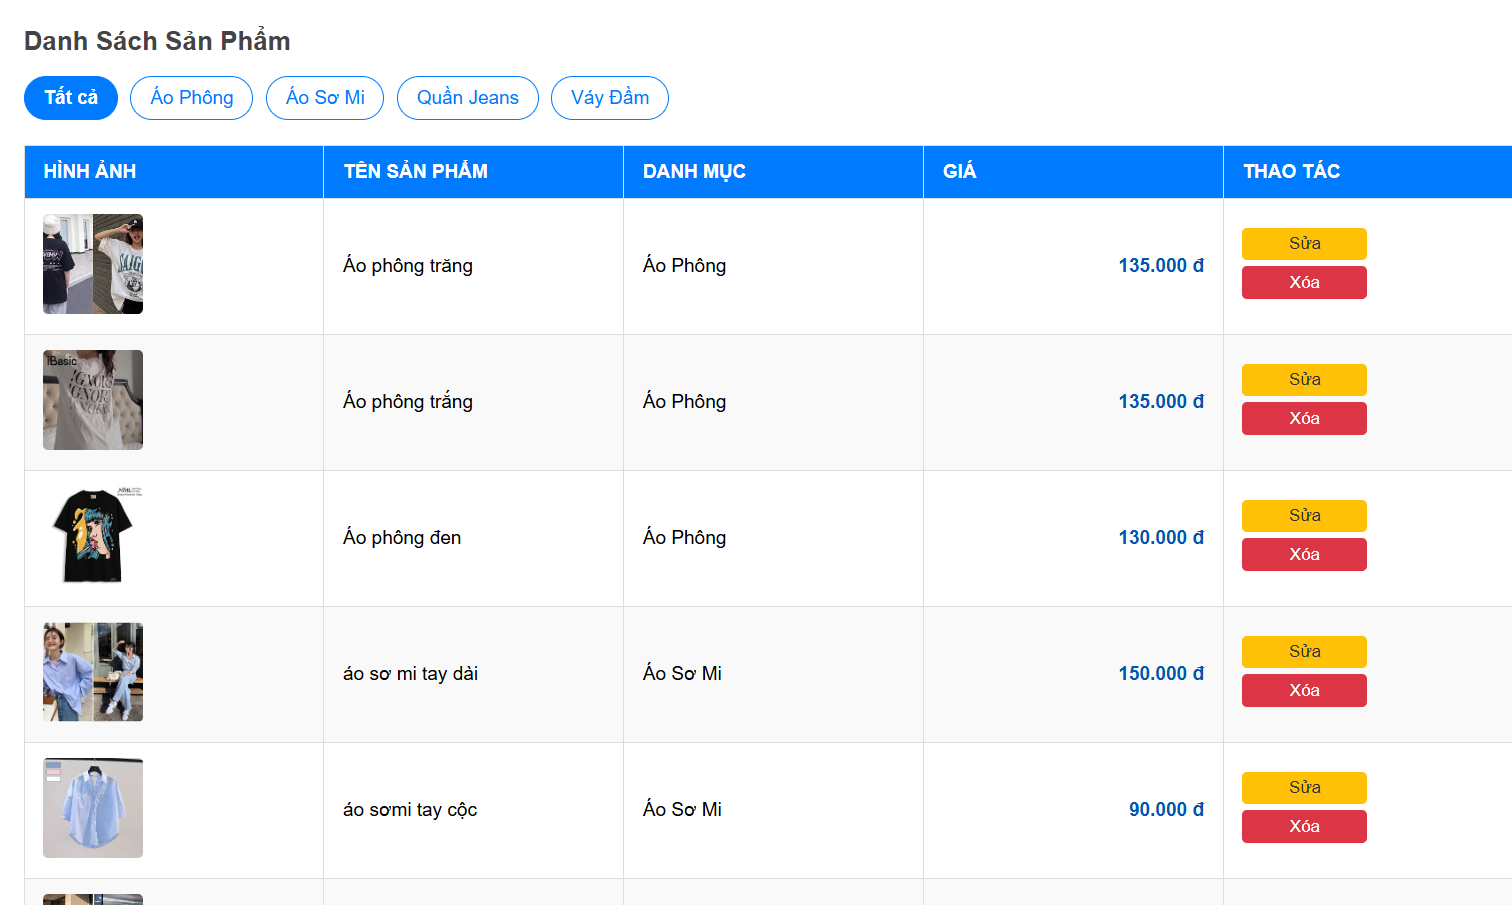 Danh Sách Sản Phẩm
Tất cả Áo Phông Áo Sơ Mi Quần Jeans Váy Đầm
HÌNH ẢNH TÊN SẢN PHẨM DANH MỤC GIÁ THAO TÁC
Áo phông trăng Áo Phông 135.000 đ Sửa
Xóa
iBasic
Áo phông trắng Áo Phông 135.000 đ Sửa
Xóa
Áo phông đen Áo Phông 130.000 đ Sửa
Xóa
áo sơ mi tay dài Áo Sơ Mi 150.000 đ Sửa
Xóa
áo sơmi tay cộc Áo Sơ Mi 90.000 đ Sửa
Xóa